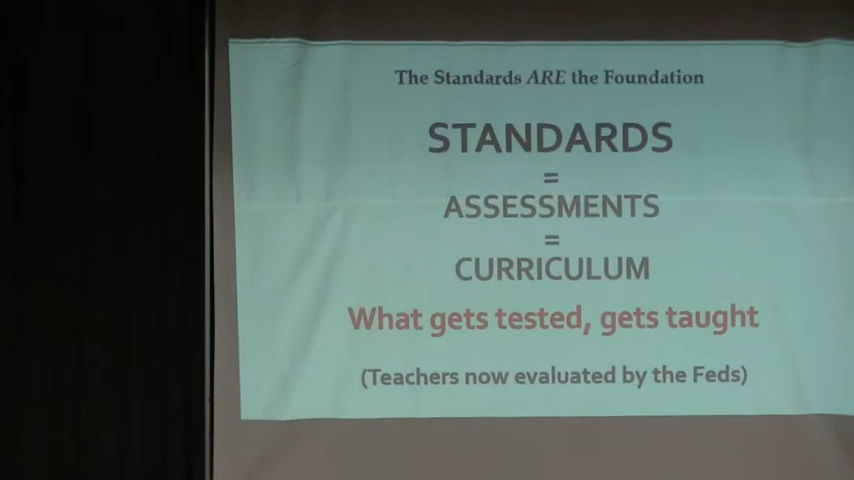 The Standards ARE the Foundation
STANDARDS
=
ASSESSMENTS
=
CURRICULUM
What gets tested, gets taught
(Teachers now evaluated by the Feds)